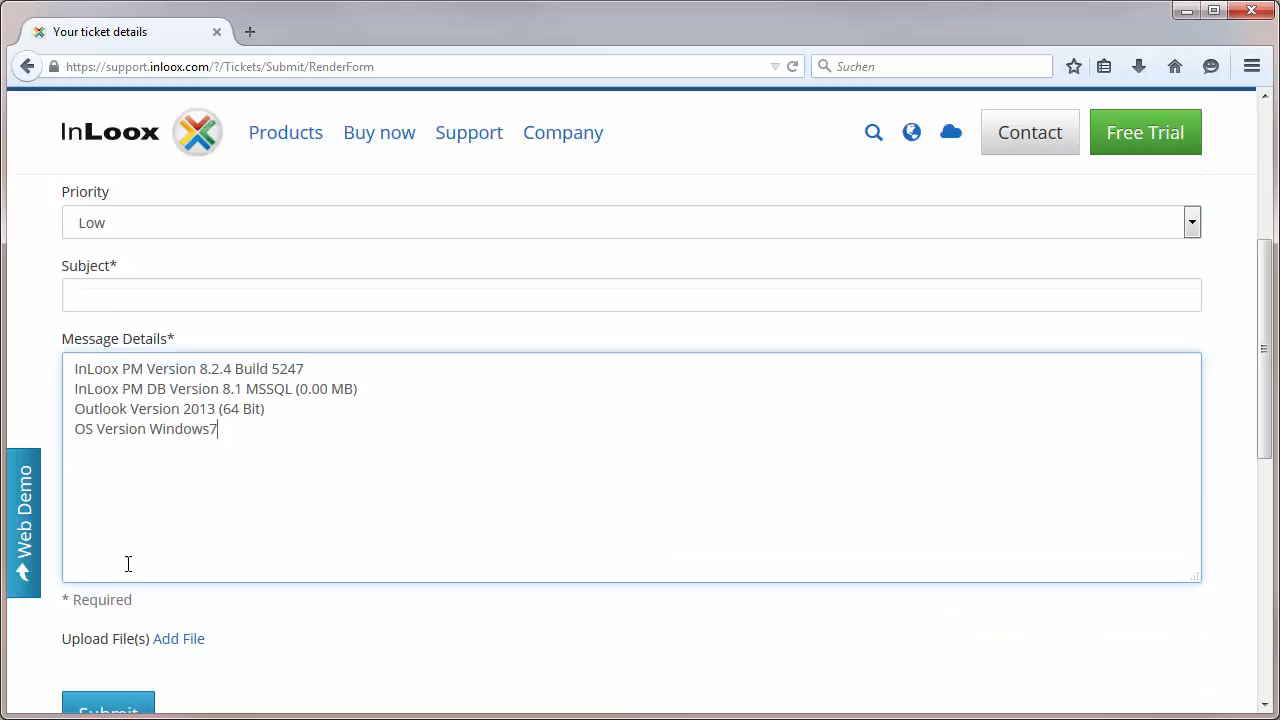 Your ticket details
https://support.inloox.com/?/Tickets/Submit/RenderForm
Suchen
InLoox
Products Buy now Support Company
Contact
Free Trial
Priority
Low
Subject*
Message Details*
InLoox PM Version 8.2.4 Build 5247
InLoox PM DB Version 8.1 MSSQL (0.00 MB)
Outlook Version 2013 (64 Bit)
OS Version Windows7
Web Demo
* Required
Upload File(s) Add File
Submit